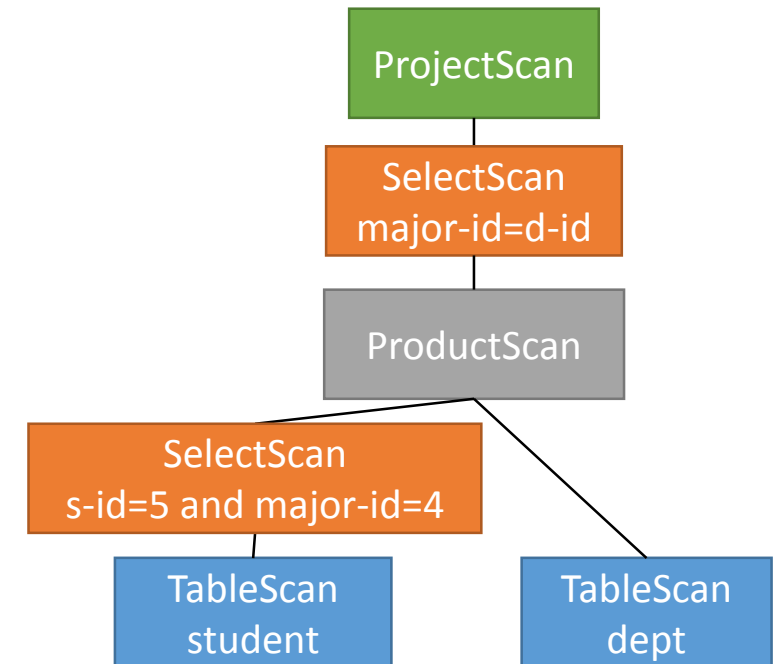 ProjectScan
SelectScan
major-id=d-id
ProductScan
SelectScan
s-id=5 and major-id=4
TableScan
student
TableScan
dept